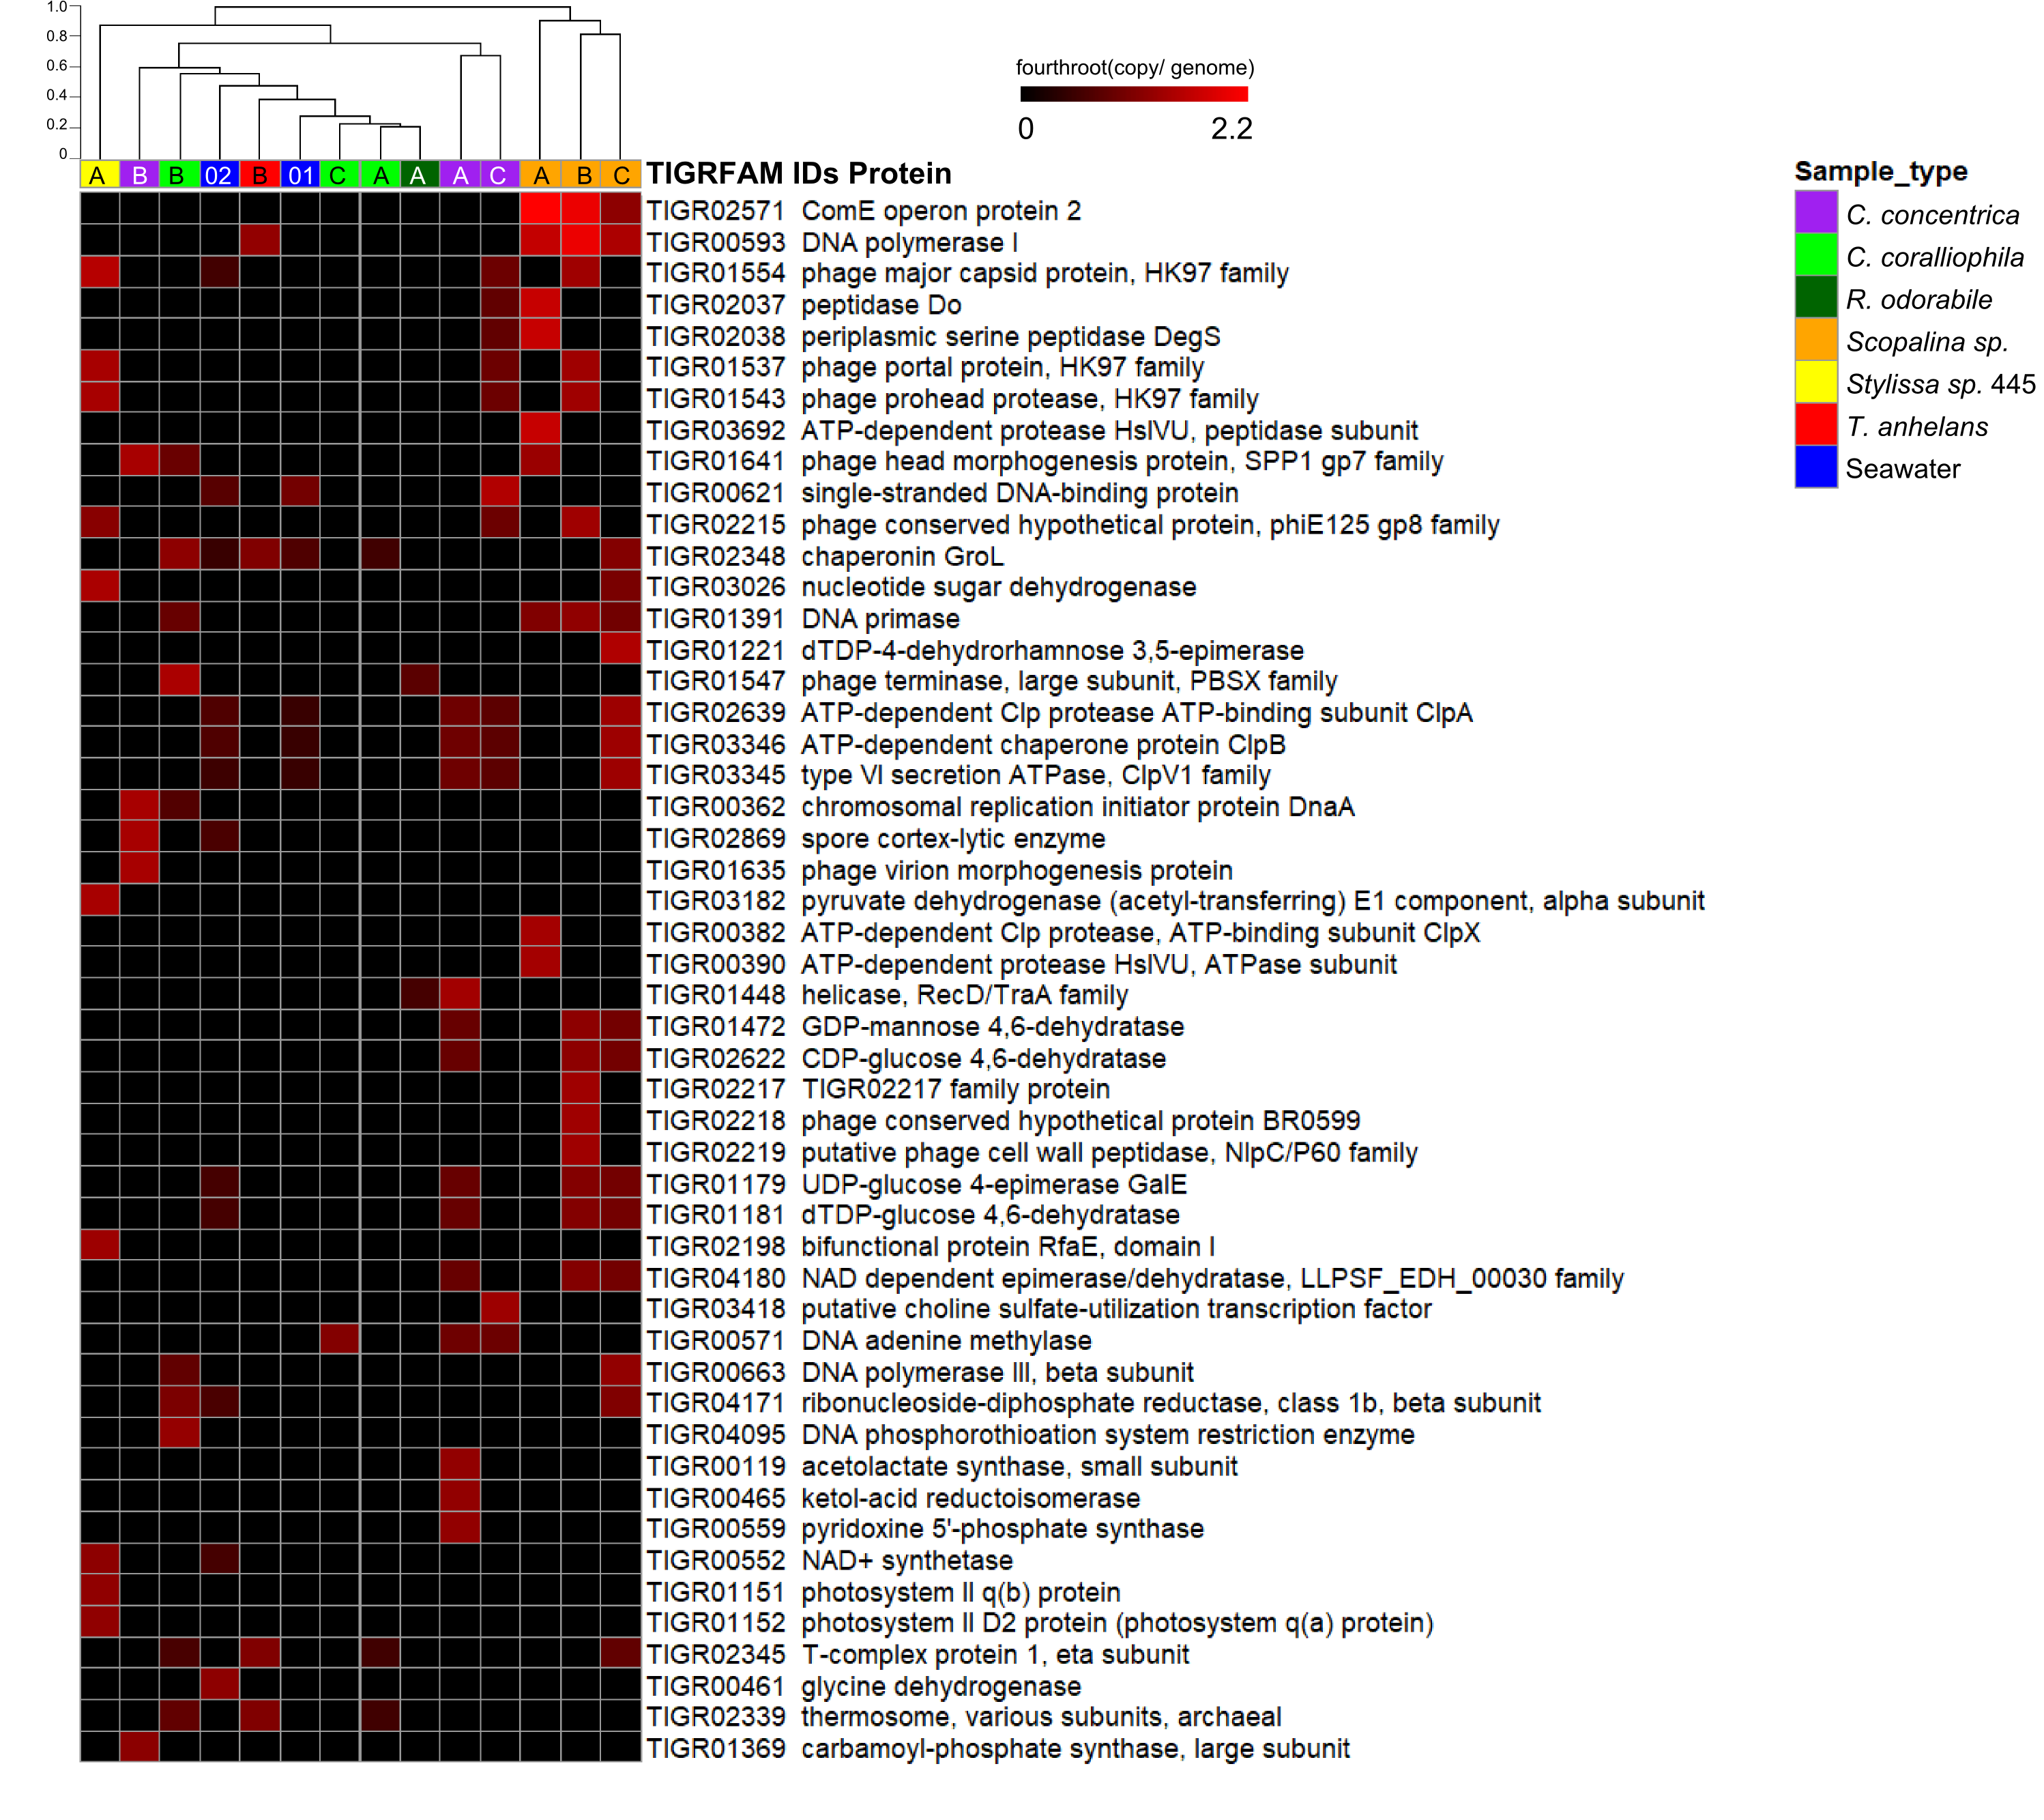 1.0
0.8
0.6
0.4
0.2
0
fourthroot(copy/ genome)
0 2.2
A B B 02 B 01 C A A A C A B C
TIGRFAM IDs Protein
TIGR02571 ComE operon protein 2
TIGR00593 DNA polymerase I
TIGR01554 phage major capsid protein, HK97 family
TIGR02037 peptidase Do
TIGR02038 periplasmic serine peptidase DegS
TIGR01537 phage portal protein, HK97 family
TIGR01543 phage prohead protease, HK97 family
TIGR03692 ATP-dependent protease HslVU, peptidase subunit
TIGR01641 phage head morphogenesis protein, SPP1 gp7 family
TIGR00621 single-stranded DNA-binding protein
TIGR02215 phage conserved hypothetical protein, phiE125 gp8 family
TIGR02348 chaperonin GroL
TIGR03026 nucleotide sugar dehydrogenase
TIGR01391 DNA primase
TIGR01221 dTDP-4-dehydrorhamnose 3,5-epimerase
TIGR01547 phage terminase, large subunit, PBSX family
TIGR02639 ATP-dependent Clp protease ATP-binding subunit ClpA
TIGR03346 ATP-dependent chaperone protein ClpB
TIGR03345 type VI secretion ATPase, ClpV1 family
TIGR00362 chromosomal replication initiator protein DnaA
TIGR02869 spore cortex-lytic enzyme
TIGR01635 phage virion morphogenesis protein
TIGR03182 pyruvate dehydrogenase (acetyl-transferring) E1 component, alpha subunit
TIGR00382 ATP-dependent Clp protease, ATP-binding subunit ClpX
TIGR00390 ATP-dependent protease HslVU, ATPase subunit
TIGR01448 helicase, RecD/TraA family
TIGR01472 GDP-mannose 4,6-dehydratase
TIGR02622 CDP-glucose 4,6-dehydratase
TIGR02217 TIGR02217 family protein
TIGR02218 phage conserved hypothetical protein BR0599
TIGR02219 putative phage cell wall peptidase, NlpC/P60 family
TIGR01179 UDP-glucose 4-epimerase GalE
TIGR01181 dTDP-glucose 4,6-dehydratase
TIGR02198 bifunctional protein RfaE, domain I
TIGR04180 NAD dependent epimerase/dehydratase, LLPSF_EDH_00030 family
TIGR03418 putative choline sulfate-utilization transcription factor
TIGR00571 DNA adenine methylase
TIGR00663 DNA polymerase III, beta subunit
TIGR04171 ribonucleoside-diphosphate reductase, class 1b, beta subunit
TIGR04095 DNA phosphorothioation system restriction enzyme
TIGR00119 acetolactate synthase, small subunit
TIGR00465 ketol-acid reductoisomerase
TIGR00559 pyridoxine 5'-phosphate synthase
TIGR00552 NAD+ synthetase
TIGR01151 photosystem II q(b) protein
TIGR01152 photosystem II D2 protein (photosystem q(a) protein)
TIGR02345 T-complex protein 1, eta subunit
TIGR00461 glycine dehydrogenase
TIGR02339 thermosome, various subunits, archaeal
TIGR01369 carbamoyl-phosphate synthase, large subunit
Sample_type
C. concentrica
C. coralliophila
R. odorabile
Scopalina sp.
Stylissa sp. 445
T. anhelans
Seawater